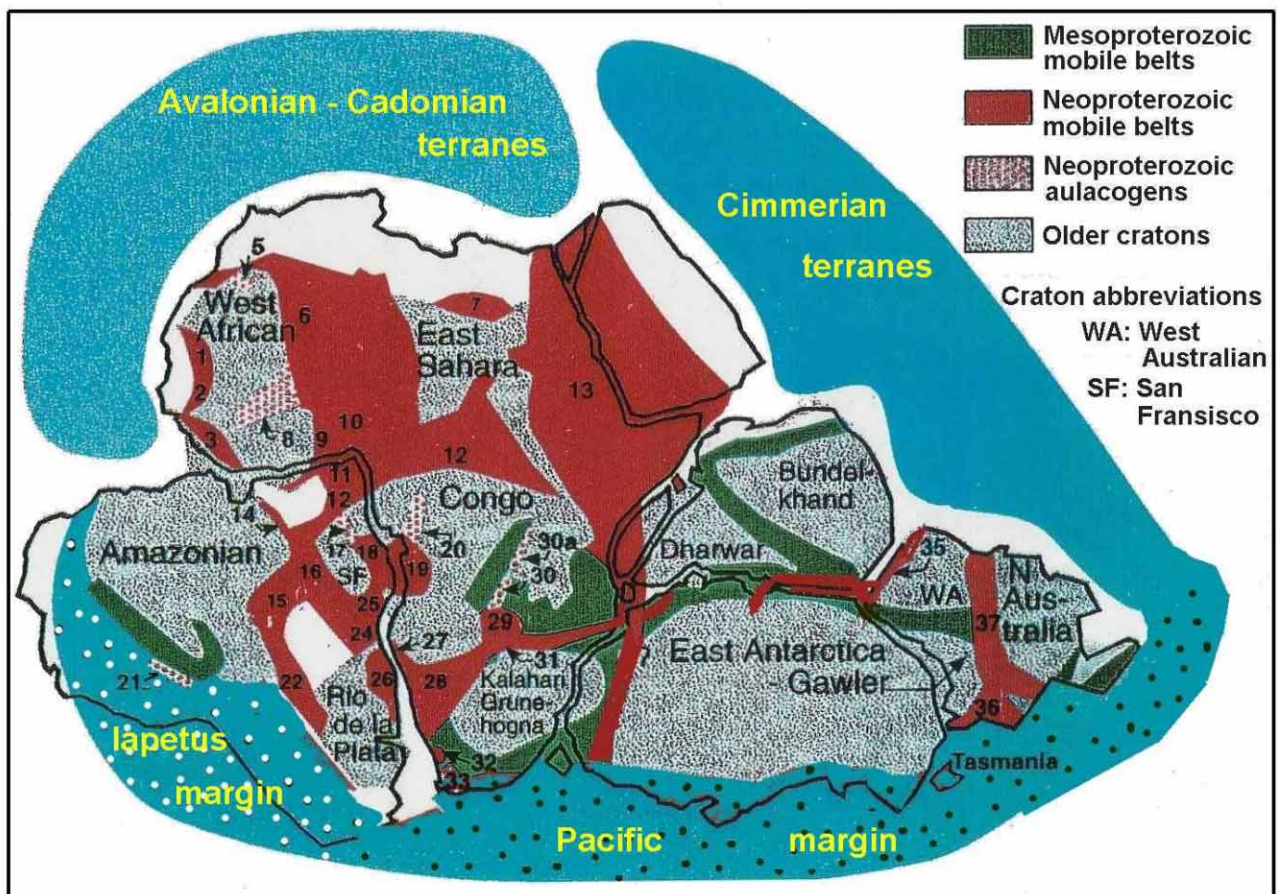 Avalonian - Cadomian
terranes
Cimmerian
terranes
Mesoproterozoic
mobile belts
Neoproterozoic
mobile belts
Neoproterozoic
aulacogens
Older cratons
Craton abbreviations
WA: West
Australian
SF: San
Fransisco
5
West
African
6
7
East
Sahara
1
2
3
8
9
10
11
12
12
13
14
Amazonian
Congo
Bundel-
khand
Dharwar
15
16
17
18
SF
19
20
30a
30
25
24
27
29
31
28
26
22
21
Rio
de la
Plata
Kalahari
Grune-
hogna
32
33
?
East Antarctica
- Gawler
35
WA
N
Aus-
tralia
37
36
Tasmania
Iapetus
margin
Pacific margin